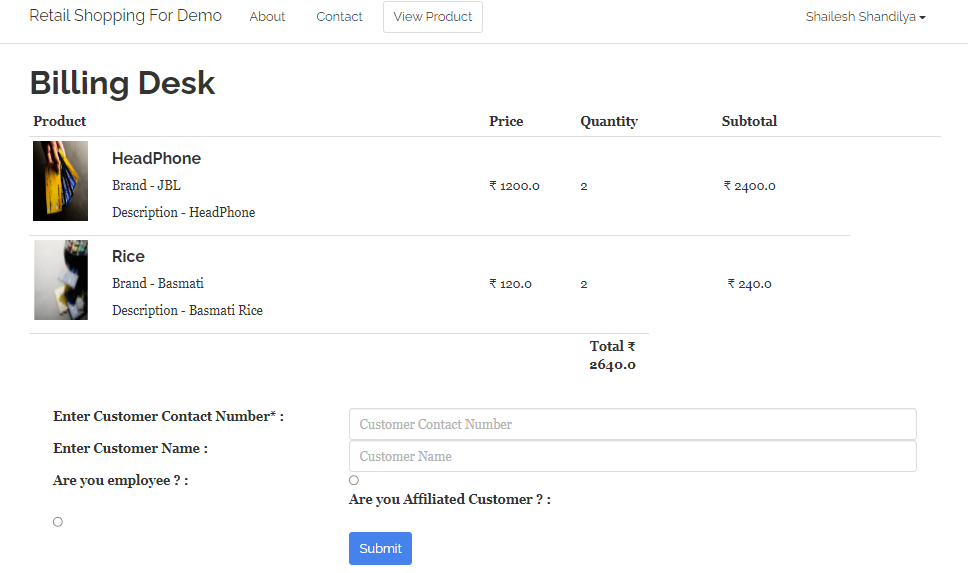 Retail Shopping For Demo About Contact View Product Shailesh Shandilya
Billing Desk
Product Price Quantity Subtotal
HeadPhone
Brand - JBL
₹ 1200.0 2 ₹ 2400.0
Description - HeadPhone
Rice
Brand - Basmati
₹ 120.0 2 ₹ 240.0
Description - Basmati Rice
Total ₹
2640.0
Enter Customer Contact Number* : Customer Contact Number
Enter Customer Name : Customer Name
Are you employee ? :
Are you Affiliated Customer ? :
Submit